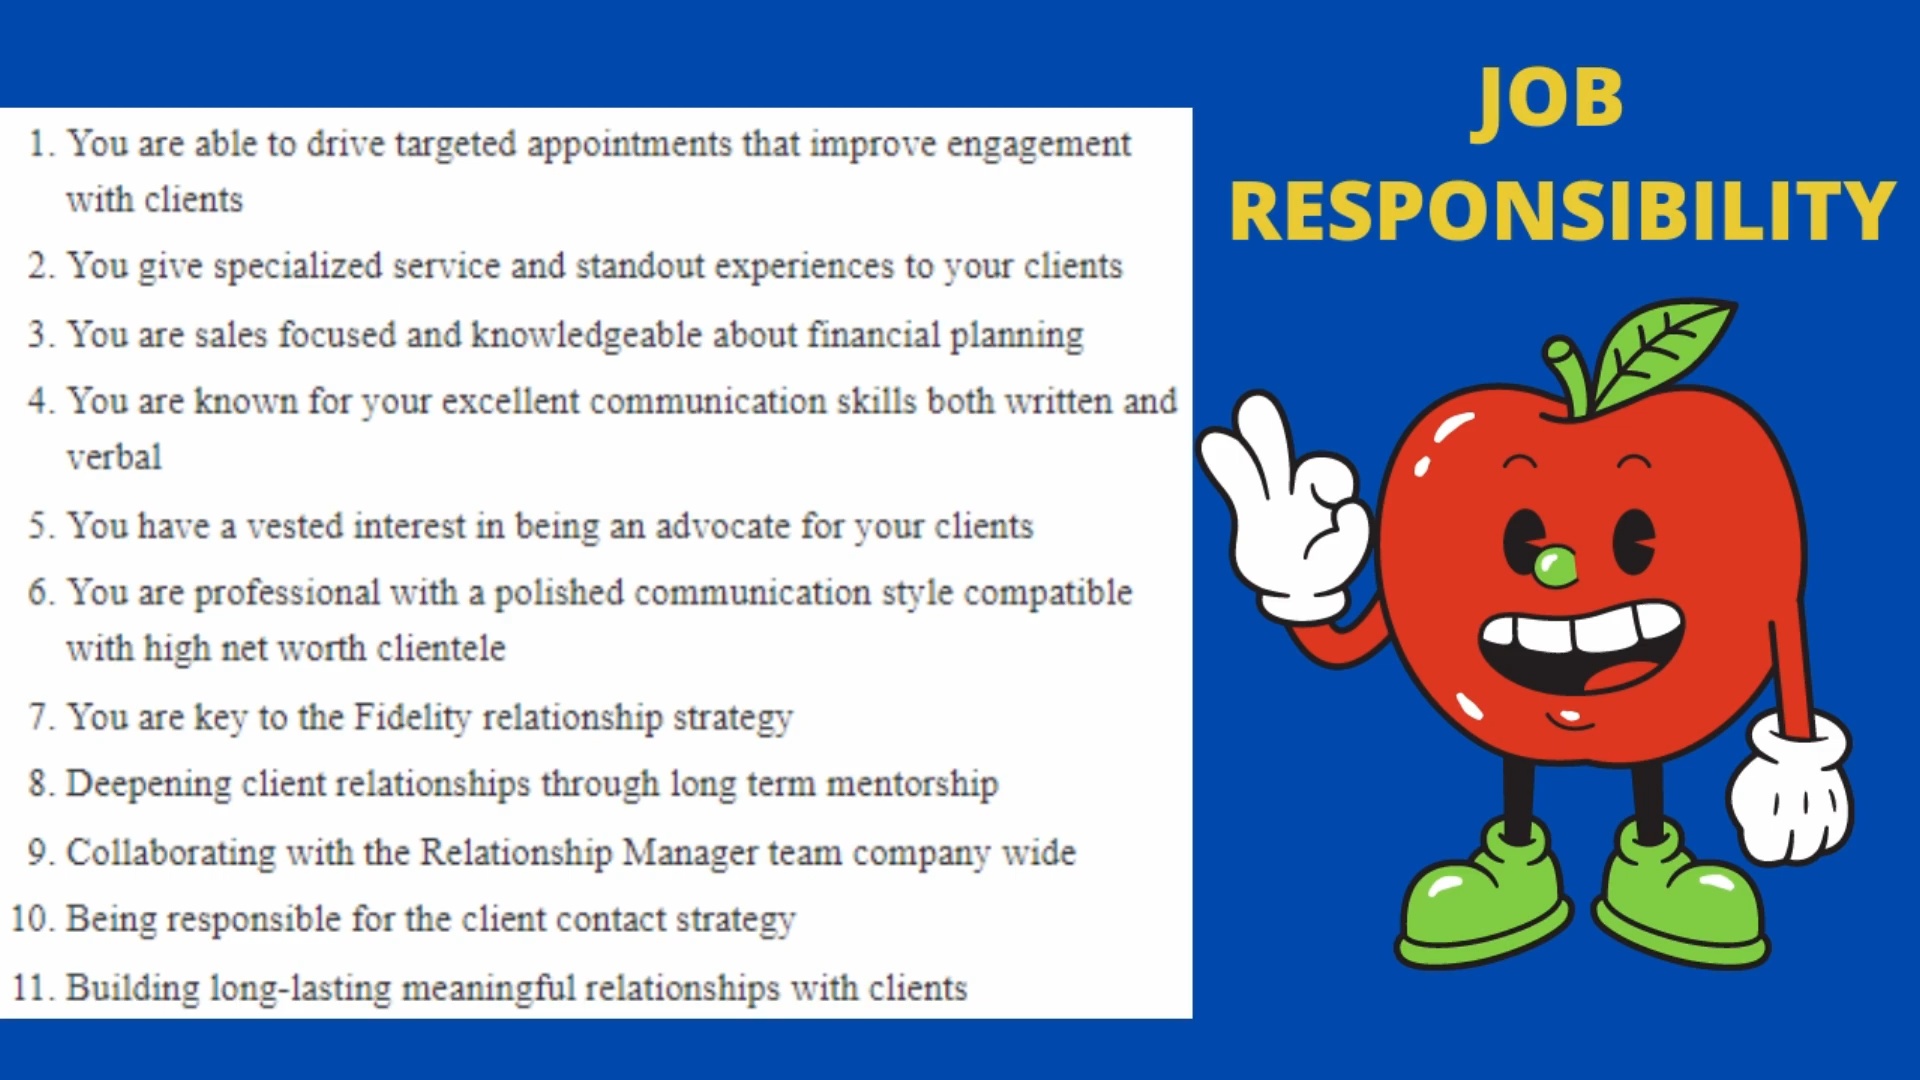 JOB
RESPONSIBILITY
1. You are able to drive targeted appointments that improve engagement
with clients
2. You give specialized service and standout experiences to your clients
3. You are sales focused and knowledgeable about financial planning
4. You are known for your excellent communication skills both written and
verbal
5. You have a vested interest in being an advocate for your clients
6. You are professional with a polished communication style compatible
with high net worth clientele
7. You are key to the Fidelity relationship strategy
8. Deepening client relationships through long term mentorship
9. Collaborating with the Relationship Manager team company wide
10. Being responsible for the client contact strategy
11. Building long-lasting meaningful relationships with clients